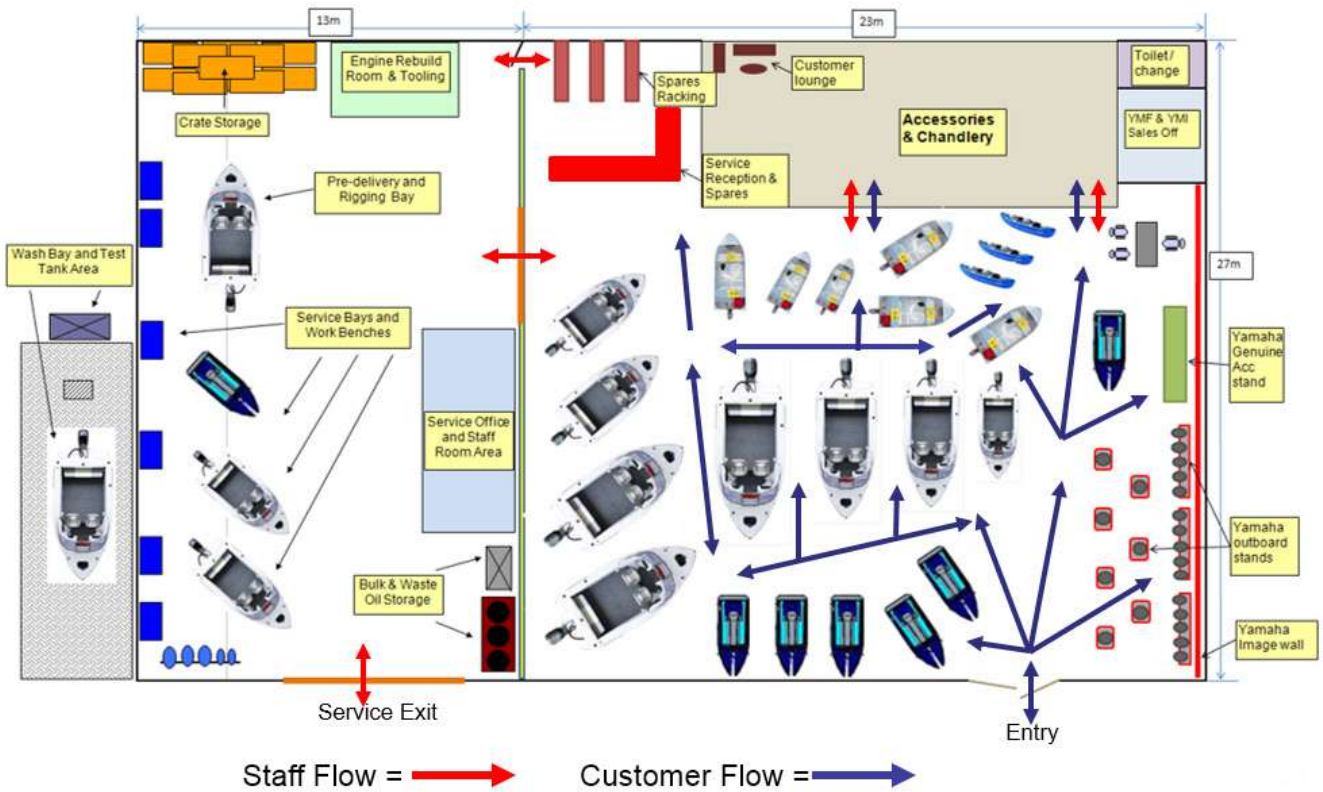 13m
23m
Engine Rebuild
Room & Tooling
Crate Storage
Spares
Racking
Customer
lounge
Toilet /
change
Accessories
& Chandlery
YMF & YMI
Sales Off
Pre-delivery and
Rigging Bay
Service
Reception &
Spares
Wash Bay and Test
Tank Area
27m
Service Bays and
Work Benches
Yamaha
Genuine
Acc
stand
Service Office
and Staff
Room Area
Yamaha
outboard
stands
Bulk & Waste
Oil Storage
Yamaha
Image wall
Service Exit
Entry
Staff Flow =
Customer Flow =